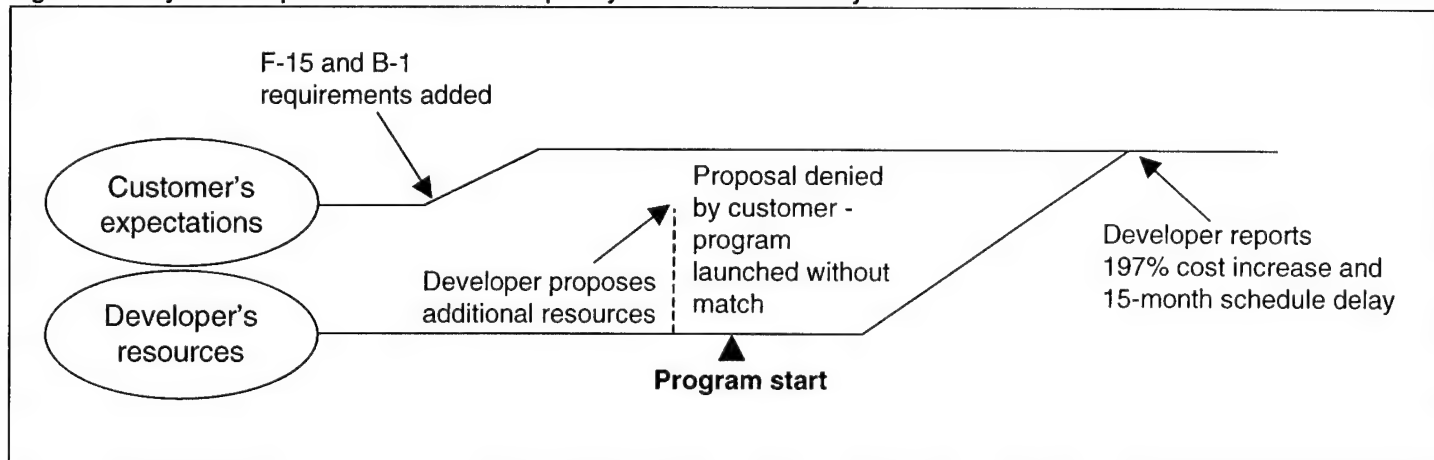 F-15 and B-1
requirements added
Customer's
expectations
Proposal denied
by customer -
program
launched without
match
Developer proposes
additional resources
Developer reports
197% cost increase and
15-month schedule delay
Developer's
resources
Program start